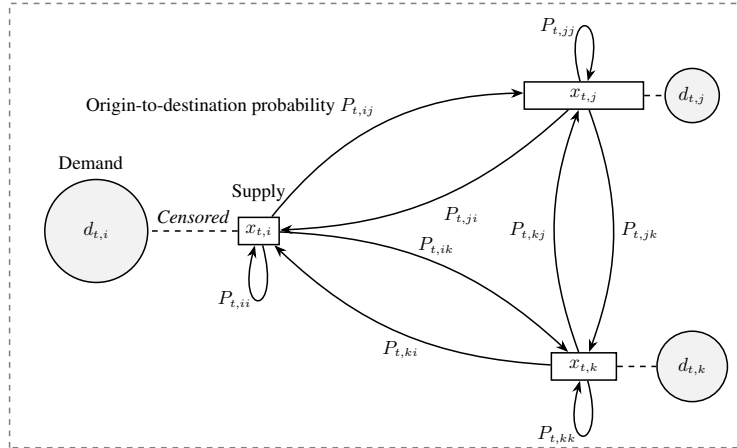 P_{t,jj}
x_{t,j}
d_{t,j}
Origin-to-destination probability P_{t,ij}
Demand
Supply
Censored
d_{t,i}
x_{t,i}
P_{t,ji}
P_{t,ik}
P_{t,kj}
P_{t,jk}
P_{t,ii}
P_{t,ki}
x_{t,k}
d_{t,k}
P_{t,kk}